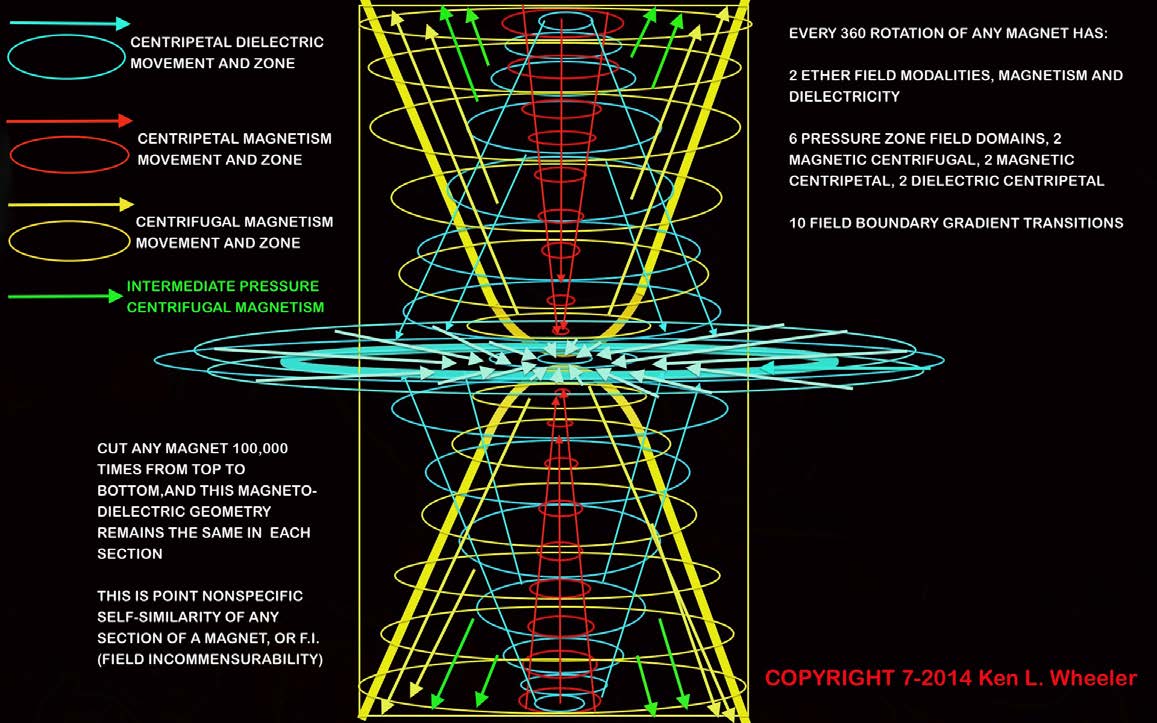 CENTRIPETAL DIELECTRIC
MOVEMENT AND ZONE
CENTRIPETAL MAGNETISM
MOVEMENT AND ZONE
CENTRIFUGAL MAGNETISM
MOVEMENT AND ZONE
INTERMEDIATE PRESSURE
CENTRIFUGAL MAGNETISM
EVERY 360 ROTATION OF ANY MAGNET HAS:
2 ETHER FIELD MODALITIES, MAGNETISM AND
DIELECTRICITY
6 PRESSURE ZONE FIELD DOMAINS, 2
MAGNETIC CENTRIFUGAL, 2 MAGNETIC
CENTRIPETAL, 2 DIELECTRIC CENTRIPETAL
10 FIELD BOUNDARY GRADIENT TRANSITIONS
CUT ANY MAGNET 100,000
TIMES FROM TOP TO
BOTTOM,AND THIS MAGNETO-
DIELECTRIC GEOMETRY
REMAINS THE SAME IN EACH
SECTION
THIS IS POINT NONSPECIFIC
SELF-SIMILARITY OF ANY
SECTION OF A MAGNET, OR F.I.
(FIELD INCOMMENSURABILITY)
COPYRIGHT 7-2014 Ken L. Wheeler